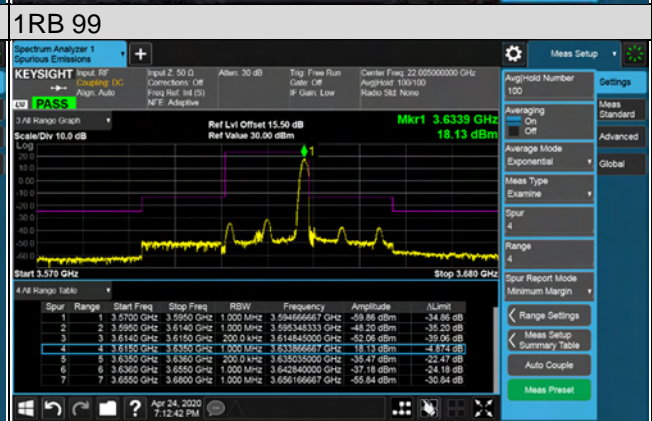 1RB 99
Spectrum Analyzer 1
Spurious Emissions
+
Meas Setup
KEYSIGHT
Input: RF
Coupling: DC
Align: Auto
Input Z: 50 Ω
Corrections: Off
Freq Ref: Int (S)
NFE: Adaptive
Atten: 30 dB
Trig: Free Run
Gate: Off
IF Gain: Low
Center Freq: 22.005000000 GHz
Avg|Hold: 100/100
Radio Std: None
LV PASS
3 All Range Graph
Ref Lvl Offset 15.50 dB
Mkr1 3.6339 GHz
Scale/Div 10.0 dB
Ref Value 30.00 dBm
18.13 dBm
Log
20.0
10.0
0.00
-10.0
-20.0
-30.0
-40.0
-50.0
-60.0
1
Start 3.570 GHz
Stop 3.680 GHz
4 All Range Table
Spur Range Start Freq Stop Freq RBW Frequency Amplitude ΔLimit
1 1 3.5700 GHz 3.5950 GHz 1.000 MHz 3.594666667 GHz -59.86 dBm -34.86 dB
2 2 3.5950 GHz 3.6140 GHz 1.000 MHz 3.595348333 GHz -48.20 dBm -35.20 dB
3 3 3.6140 GHz 3.6150 GHz 200.0 kHz 3.614845000 GHz -52.06 dBm -39.06 dB
4 4 3.6150 GHz 3.6350 GHz 1.000 MHz 3.633866667 GHz 18.13 dBm -4.874 dB
5 5 3.6350 GHz 3.6360 GHz 200.0 kHz 3.635035000 GHz -35.47 dBm -22.47 dB
6 6 3.6360 GHz 3.6550 GHz 1.000 MHz 3.642840000 GHz -37.18 dBm -24.18 dB
7 7 3.6550 GHz 3.6800 GHz 1.000 MHz 3.656166667 GHz -55.84 dBm -30.84 dB
Avg|Hold Number
100
Averaging
On
Off
Average Mode
Exponential
Meas Type
Examine
Spur
4
Range
4
Spur Report Mode
Minimum Margin
Range Settings
Meas Setup
Summary Table
Auto Couple
Meas Preset
Settings
Meas
Standard
Advanced
Global
?
Apr 24, 2020
7:12:42 PM